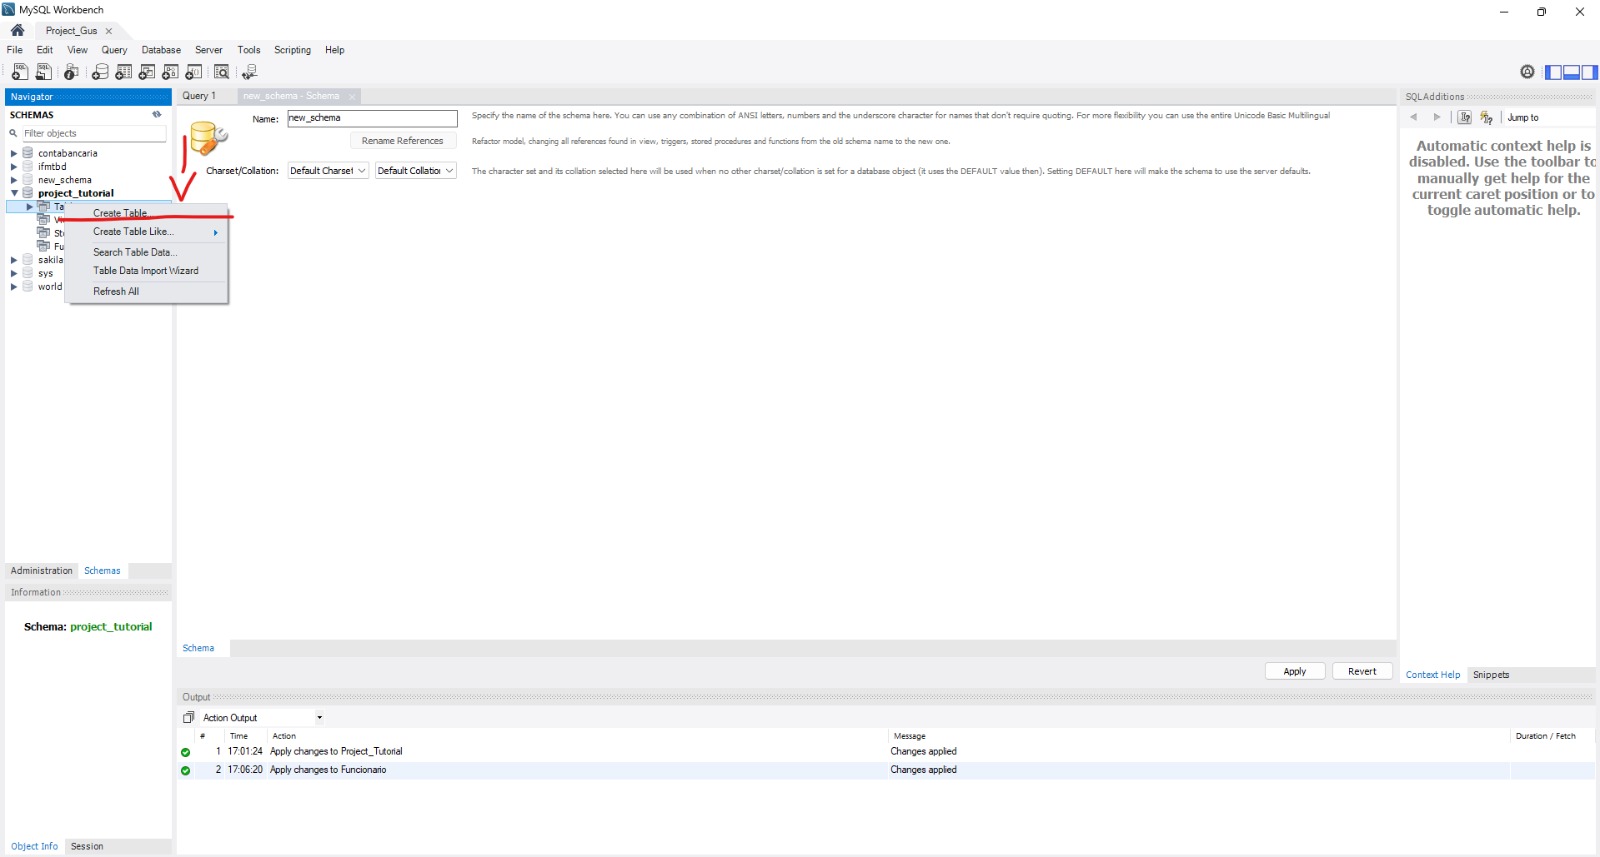 MySQL Workbench
Project_Gus
File Edit View Query Database Server Tools Scripting Help
Navigator
SCHEMAS
Filter objects
contabancaria
ifmtbd
new_schema
project_tutorial
sakila
sys
world
Create Table...
Create Table Like...
Search Table Data...
Table Data Import Wizard
Refresh All
Administration Schemas
Information
Schema: project_tutorial
Object Info Session
Query 1 new_schema - Schema
Name: new_schema
Specify the name of the schema here. You can use any combination of ANSI letters, numbers and the underscore character for names that don't require quoting. For more flexibility you can use the entire Unicode Basic Multilingual
Rename References
Refactor model, changing all references found in view, triggers, stored procedures and functions from the old schema name to the new one.
Charset/Collation: Default Charset Default Collation
The character set and its collation selected here will be used when no other charset/collation is set for a database object (it uses the DEFAULT value then). Setting DEFAULT here will make the schema to use the server defaults.
Schema
Apply Revert
Output
Action Output
# Time Action Message Duration / Fetch
1 17:01:24 Apply changes to Project_Tutorial Changes applied
2 17:06:20 Apply changes to Funcionario Changes applied
SQLAdditions
Jump to
Automatic context help is
disabled. Use the toolbar to
manually get help for the
current caret position or to
toggle automatic help.
Context Help Snippets